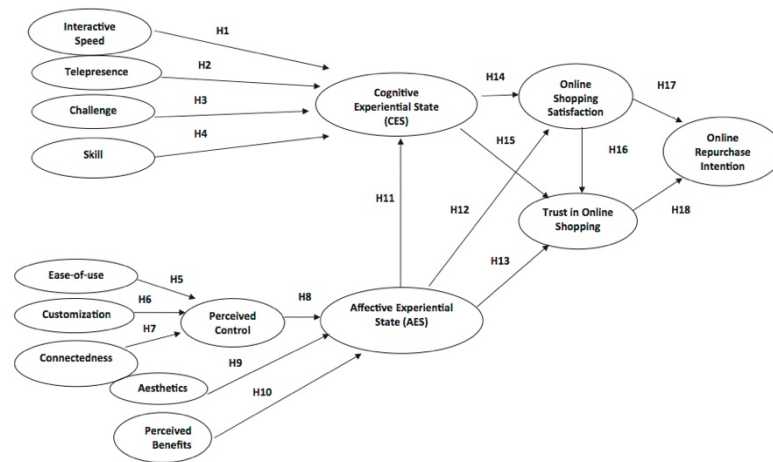 Interactive
Speed
H1
Telepresence
H2
Challenge
H3
Skill
H4
Cognitive
Experiential State
(CES)
H14
Online
Shopping
Satisfaction
H17
H15
H16
Online
Repurchase
Intention
H11
H12
Trust in Online
Shopping
H18
H13
Ease-of-use
H5
Customization
H6
Connectedness
H7
Perceived
Control
H8
Affective Experiential
State (AES)
H9
Aesthetics
H10
Perceived
Benefits